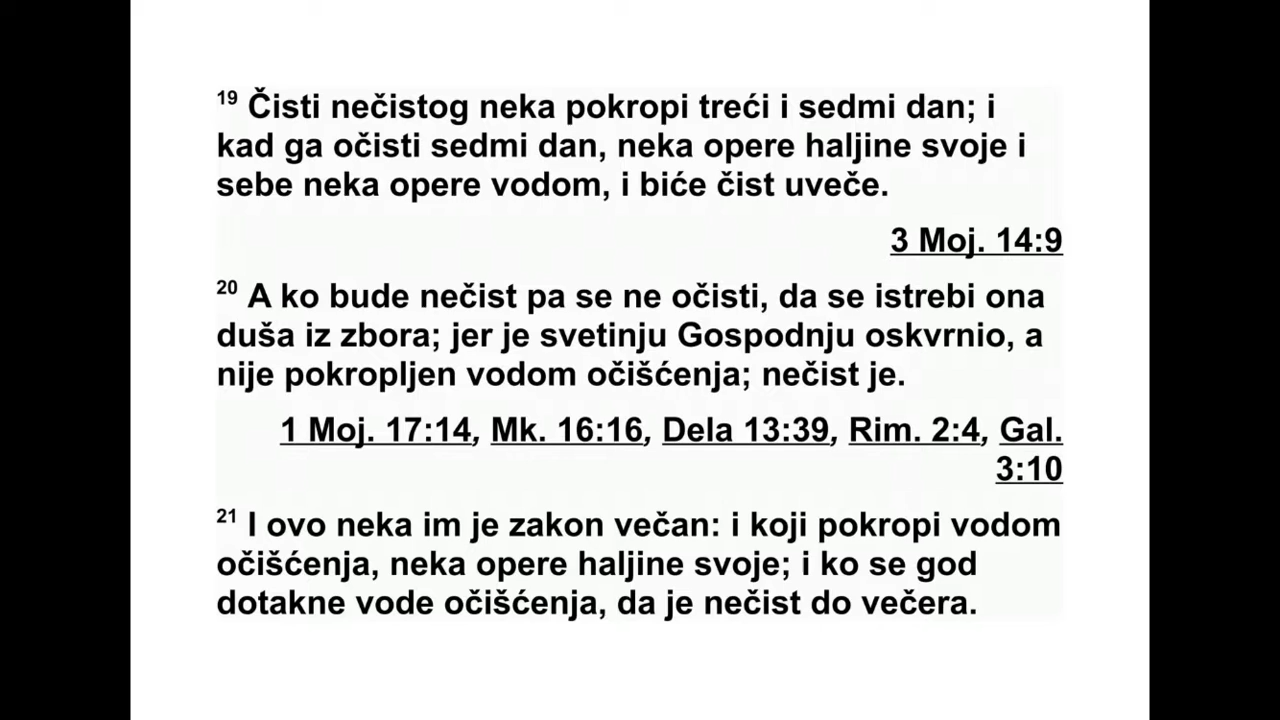 19 Čisti nečistog neka pokropi treći i sedmi dan; i
kad ga očisti sedmi dan, neka opere haljine svoje i
sebe neka opere vodom, i biće čist uveče.
3 Moj. 14:9
20 A ko bude nečist pa se ne očisti, da se istrebi ona
duša iz zbora; jer je svetinju Gospodnju oskvrnio, a
nije pokropljen vodom očišćenja; nečist je.
1 Moj. 17:14, Mk. 16:16, Dela 13:39, Rim. 2:4, Gal.
3:10
21 I ovo neka im je zakon večan: i koji pokropi vodom
očišćenja, neka opere haljine svoje; i ko se god
dotakne vode očišćenja, da je nečist do večera.